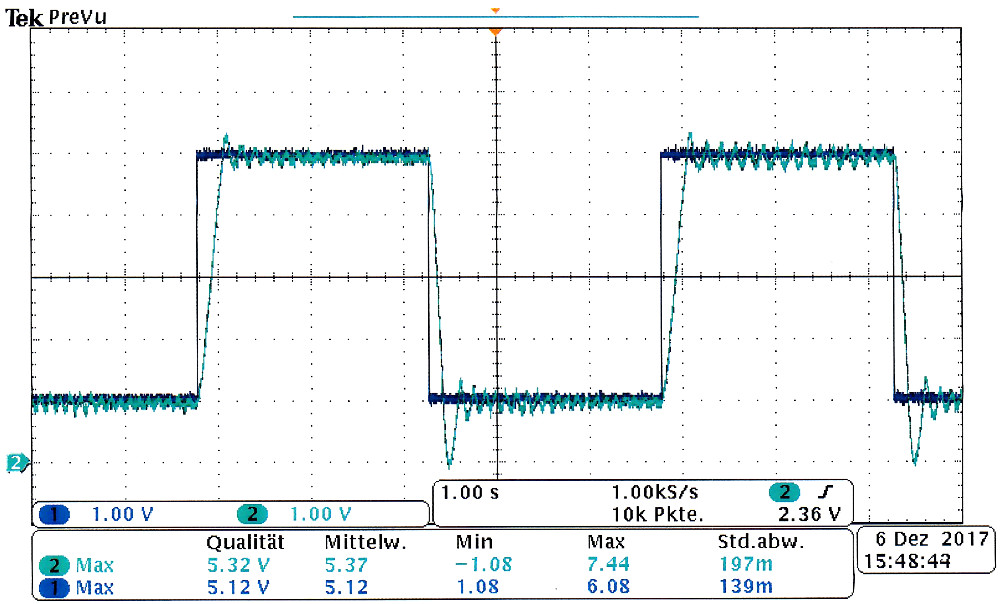 Tek PreVu
2
1 1.00 V 2 1.00 V
1.00 s 1.00kS/s 2
10k Pkte. 2.36 V
Qualität Mittelw. Min Max Std.abw.
2 Max 5.32 V 5.37 −1.08 7.44 197m
1 Max 5.12 V 5.12 1.08 6.08 139m
6 Dez 2017
15:48:44